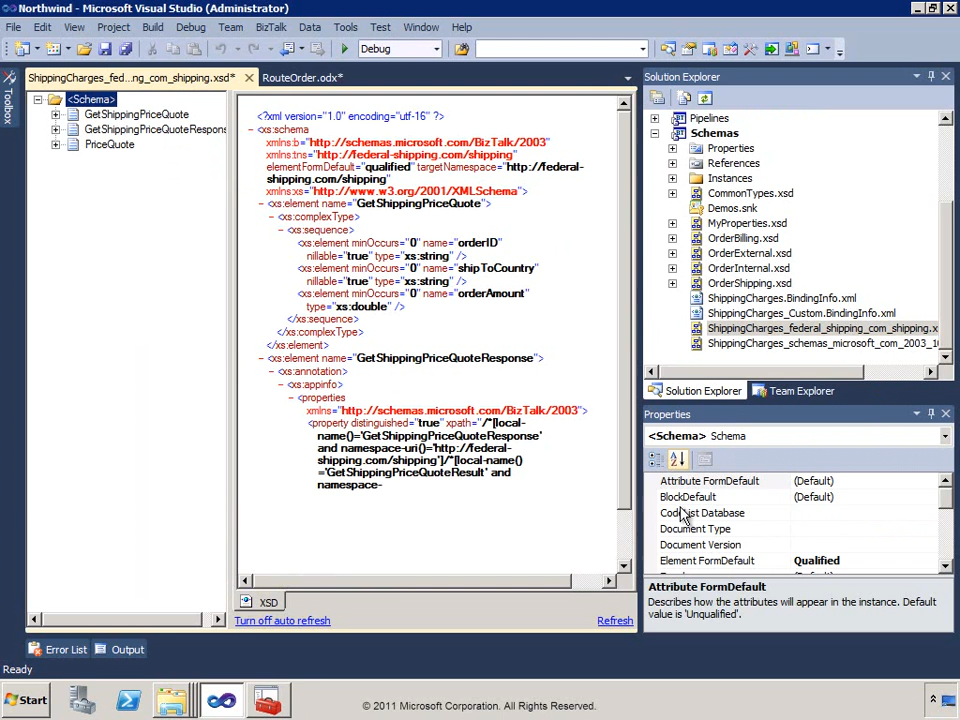 Northwind - Microsoft Visual Studio (Administrator)
File Edit View Project Build Debug Team BizTalk Data Tools Test Window Help
Debug
ShippingCharges_fed...ng_com_shipping.xsd* RouteOrder.odx*
Toolbox
<Schema>
GetShippingPriceQuote
GetShippingPriceQuoteRespons
PriceQuote
<?xml version="1.0" encoding="utf-16" ?>
− <xs:schema
xmlns:b="http://schemas.microsoft.com/BizTalk/2003"
xmlns:tns="http://federal-shipping.com/shipping"
elementFormDefault="qualified" targetNamespace="http://federal-
shipping.com/shipping"
xmlns:xs="http://www.w3.org/2001/XMLSchema">
− <xs:element name="GetShippingPriceQuote">
− <xs:complexType>
− <xs:sequence>
<xs:element minOccurs="0" name="orderID"
nillable="true" type="xs:string" />
<xs:element minOccurs="0" name="shipToCountry"
nillable="true" type="xs:string" />
<xs:element minOccurs="0" name="orderAmount"
type="xs:double" />
</xs:sequence>
</xs:complexType>
</xs:element>
− <xs:element name="GetShippingPriceQuoteResponse">
− <xs:annotation>
− <xs:appinfo>
− <properties
xmlns="http://schemas.microsoft.com/BizTalk/2003">
<property distinguished="true" xpath="/*[local-
name()='GetShippingPriceQuoteResponse'
and namespace-uri()='http://federal-
shipping.com/shipping']/*[local-name()
='GetShippingPriceQuoteResult' and
namespace-
XSD
Turn off auto refresh Refresh
Solution Explorer
Pipelines
Schemas
Properties
References
Instances
CommonTypes.xsd
Demos.snk
MyProperties.xsd
OrderBilling.xsd
OrderExternal.xsd
OrderInternal.xsd
OrderShipping.xsd
ShippingCharges.BindingInfo.xml
ShippingCharges_Custom.BindingInfo.xml
ShippingCharges_federal_shipping_com_shipping.x
ShippingCharges_schemas_microsoft_com_2003_1
Solution Explorer Team Explorer
Properties
<Schema> Schema
Attribute FormDefault (Default)
BlockDefault (Default)
CodeList Database
Document Type
Document Version
Element FormDefault Qualified
Attribute FormDefault
Describes how the attributes will appear in the instance. Default
value is 'Unqualified'.
Error List Output
Ready
Start
© 2011 Microsoft Corporation. All rights reserved.